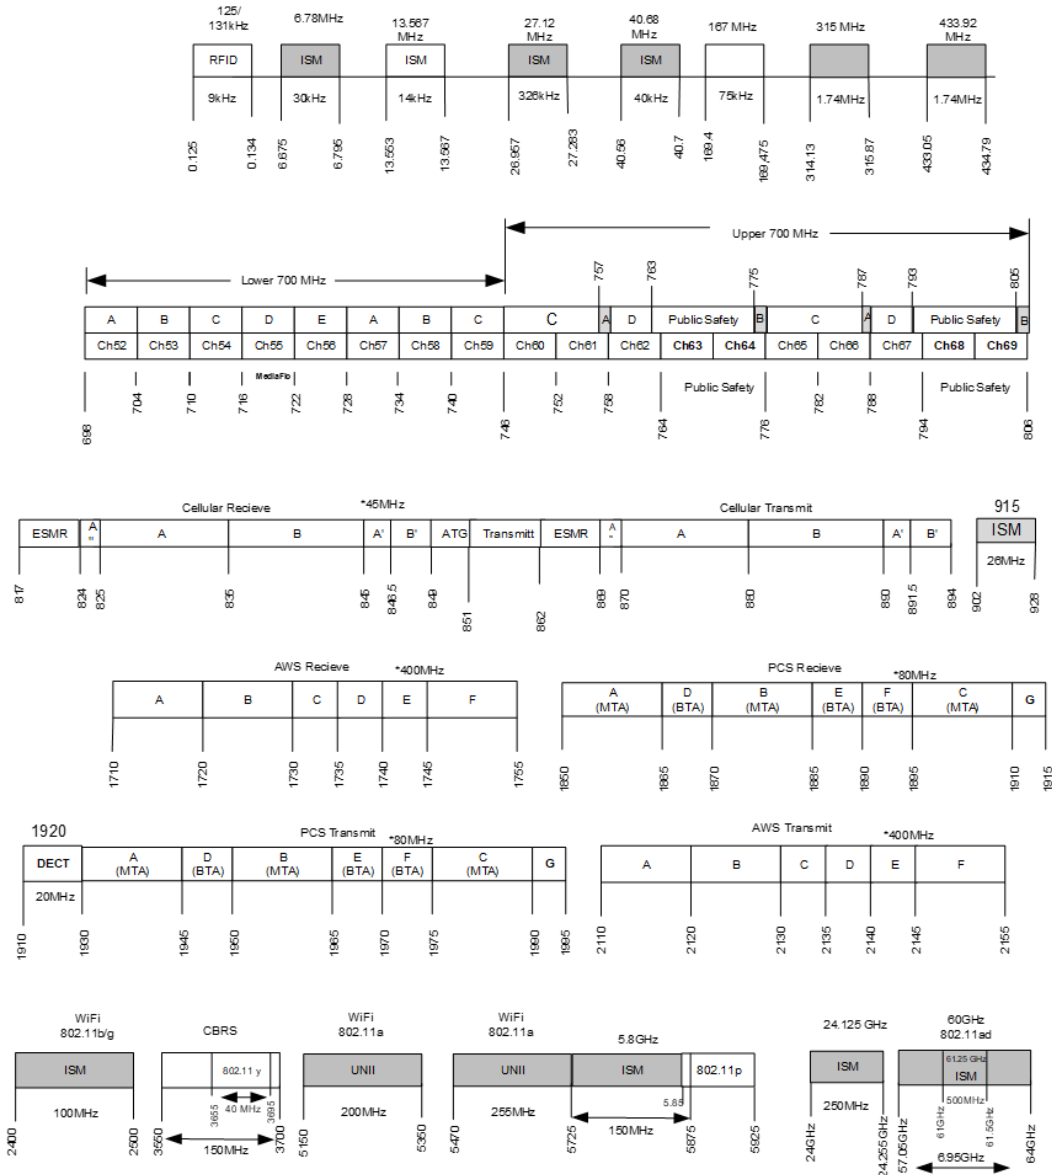 125/
131kHz
6.78MHz
13.567
MHz
27.12
MHz
40.68
MHz
167 MHz
315 MHz
433.92
MHz
RFID
ISM
ISM
ISM
ISM
9kHz
30kHz
14kHz
326kHz
40kHz
75kHz
1.74MHz
1.74MHz
0.125
0.134
6.675
6.795
13.553
13.567
26.957
27.283
40.56
40.7
169.4
169,475
314.13
315.87
433.05
434.79
Upper 700 MHz
Lower 700 MHz
757
763
775
787
793
805
A
B
C
D
E
A
B
C
C
A
D
Public Safety
B
C
A
D
Public Safety
B
Ch52
Ch53
Ch54
Ch55
Ch56
Ch57
Ch58
Ch59
Ch60
Ch61
Ch62
Ch63
Ch64
Ch65
Ch66
Ch67
Ch68
Ch69
MediaFlo
Public Safety
Public Safety
698
704
710
716
722
728
734
740
746
752
758
764
776
782
788
794
806
Cellular Recieve
*45MHz
Cellular Transmit
915
ESMR
A"
A
B
A'
B'
ATG
Transmitt
ESMR
A"
A
B
A'
B'
ISM
26MHz
817
824
825
835
845
846.5
849
851
862
869
870
880
890
891.5
894
902
928
AWS Recieve
*400MHz
A
B
C
D
E
F
1710
1720
1730
1735
1740
1745
1755
PCS Recieve
*80MHz
A
(MTA)
D
(BTA)
B
(MTA)
E
(BTA)
F
(BTA)
C
(MTA)
G
1850
1865
1870
1885
1890
1895
1910
1915
1920
PCS Transmit
*80MHz
DECT
A
(MTA)
D
(BTA)
B
(MTA)
E
(BTA)
F
(BTA)
C
(MTA)
G
20MHz
1910
1930
1945
1950
1965
1970
1975
1990
1995
AWS Transmit
*400MHz
A
B
C
D
E
F
2110
2120
2130
2135
2140
2145
2155
WiFi
802.11b/g
ISM
100MHz
2400
2500
CBRS
802.11 y
3655
40 MHz
3695
3550
150MHz
3700
WiFi
802.11a
UNII
200MHz
5150
5350
WiFi
802.11a
5.8GHz
UNII
ISM
802.11p
255MHz
5.85
150MHz
5470
5725
5875
5925
24.125 GHz
ISM
250MHz
24GHz
24.255GHz
60GHz
802.11ad
61.25 GHz
ISM
500MHz
61GHz
61.5GHz
57.05GHz
6.95GHz
64GHz